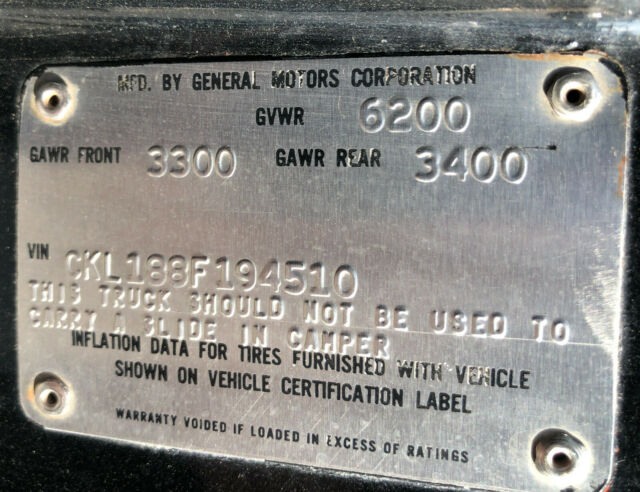 MFD. BY GENERAL MOTORS CORPORATION
GVWR 6200
GAWR FRONT 3300 GAWR REAR 3400
VIN CKL188F194510
THIS TRUCK SHOULD NOT BE USED TO
CARRY A SLIDE IN CAMPER
INFLATION DATA FOR TIRES FURNISHED WITH VEHICLE
SHOWN ON VEHICLE CERTIFICATION LABEL
WARRANTY VOIDED IF LOADED IN EXCESS OF RATINGS